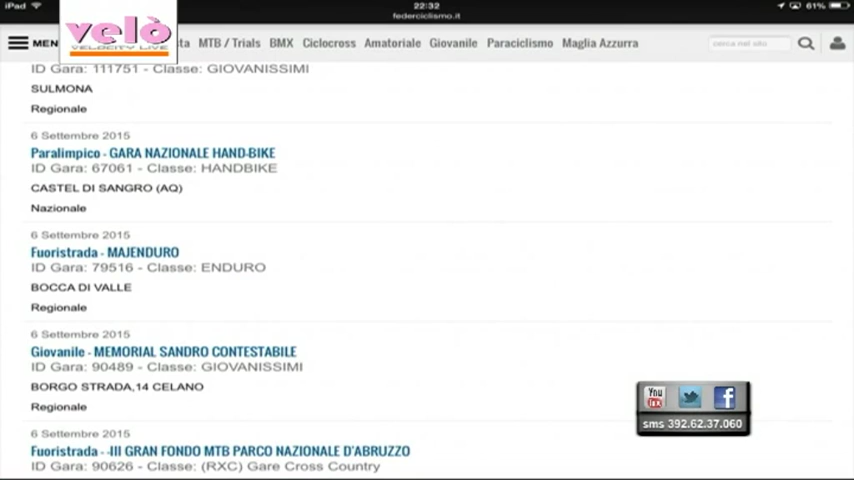 iPad
22:32
61%
federciclismo.it
velò
VELOCITY LIVE
MEN
ta MTB / Trials BMX Ciclocross Amatoriale Giovanile Paraciclismo Maglia Azzurra
cerca nel sito
ID Gara: 111751 - Classe: GIOVANISSIMI
SULMONA
Regionale
6 Settembre 2015
Paralimpico - GARA NAZIONALE HAND-BIKE
ID Gara: 67061 - Classe: HANDBIKE
CASTEL DI SANGRO (AQ)
Nazionale
6 Settembre 2015
Fuoristrada - MAJENDURO
ID Gara: 79516 - Classe: ENDURO
BOCCA DI VALLE
Regionale
6 Settembre 2015
Giovanile - MEMORIAL SANDRO CONTESTABILE
ID Gara: 90489 - Classe: GIOVANISSIMI
BORGO STRADA,14 CELANO
Regionale
You
f
sms 392.62.37.060
6 Settembre 2015
Fuoristrada - -III GRAN FONDO MTB PARCO NAZIONALE D'ABRUZZO
ID Gara: 90626 - Classe: (RXC) Gare Cross Country